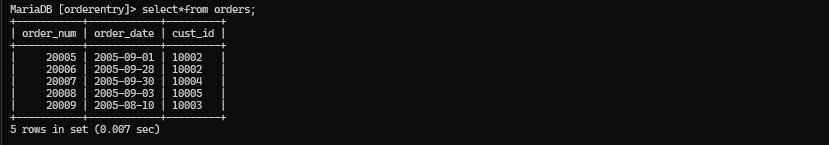 MariaDB [orderentry]> select*from orders;
+-----------+------------+---------+
| order_num | order_date | cust_id |
+-----------+------------+---------+
|     20005 | 2005-09-01 | 10002   |
|     20006 | 2005-09-28 | 10002   |
|     20007 | 2005-09-30 | 10004   |
|     20008 | 2005-09-03 | 10005   |
|     20009 | 2005-08-10 | 10003   |
+-----------+------------+---------+
5 rows in set (0.007 sec)